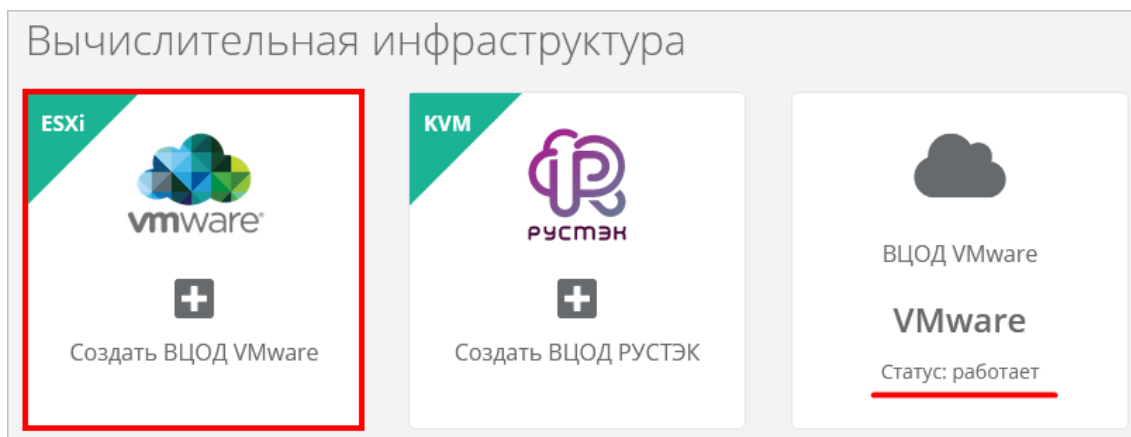 Вычислительная инфраструктура
ESXi
vmware
Создать ВЦОД VMware
KVM
РУСТЭК
Создать ВЦОД РУСТЭК
ВЦОД VMware
VMware
Статус: работает